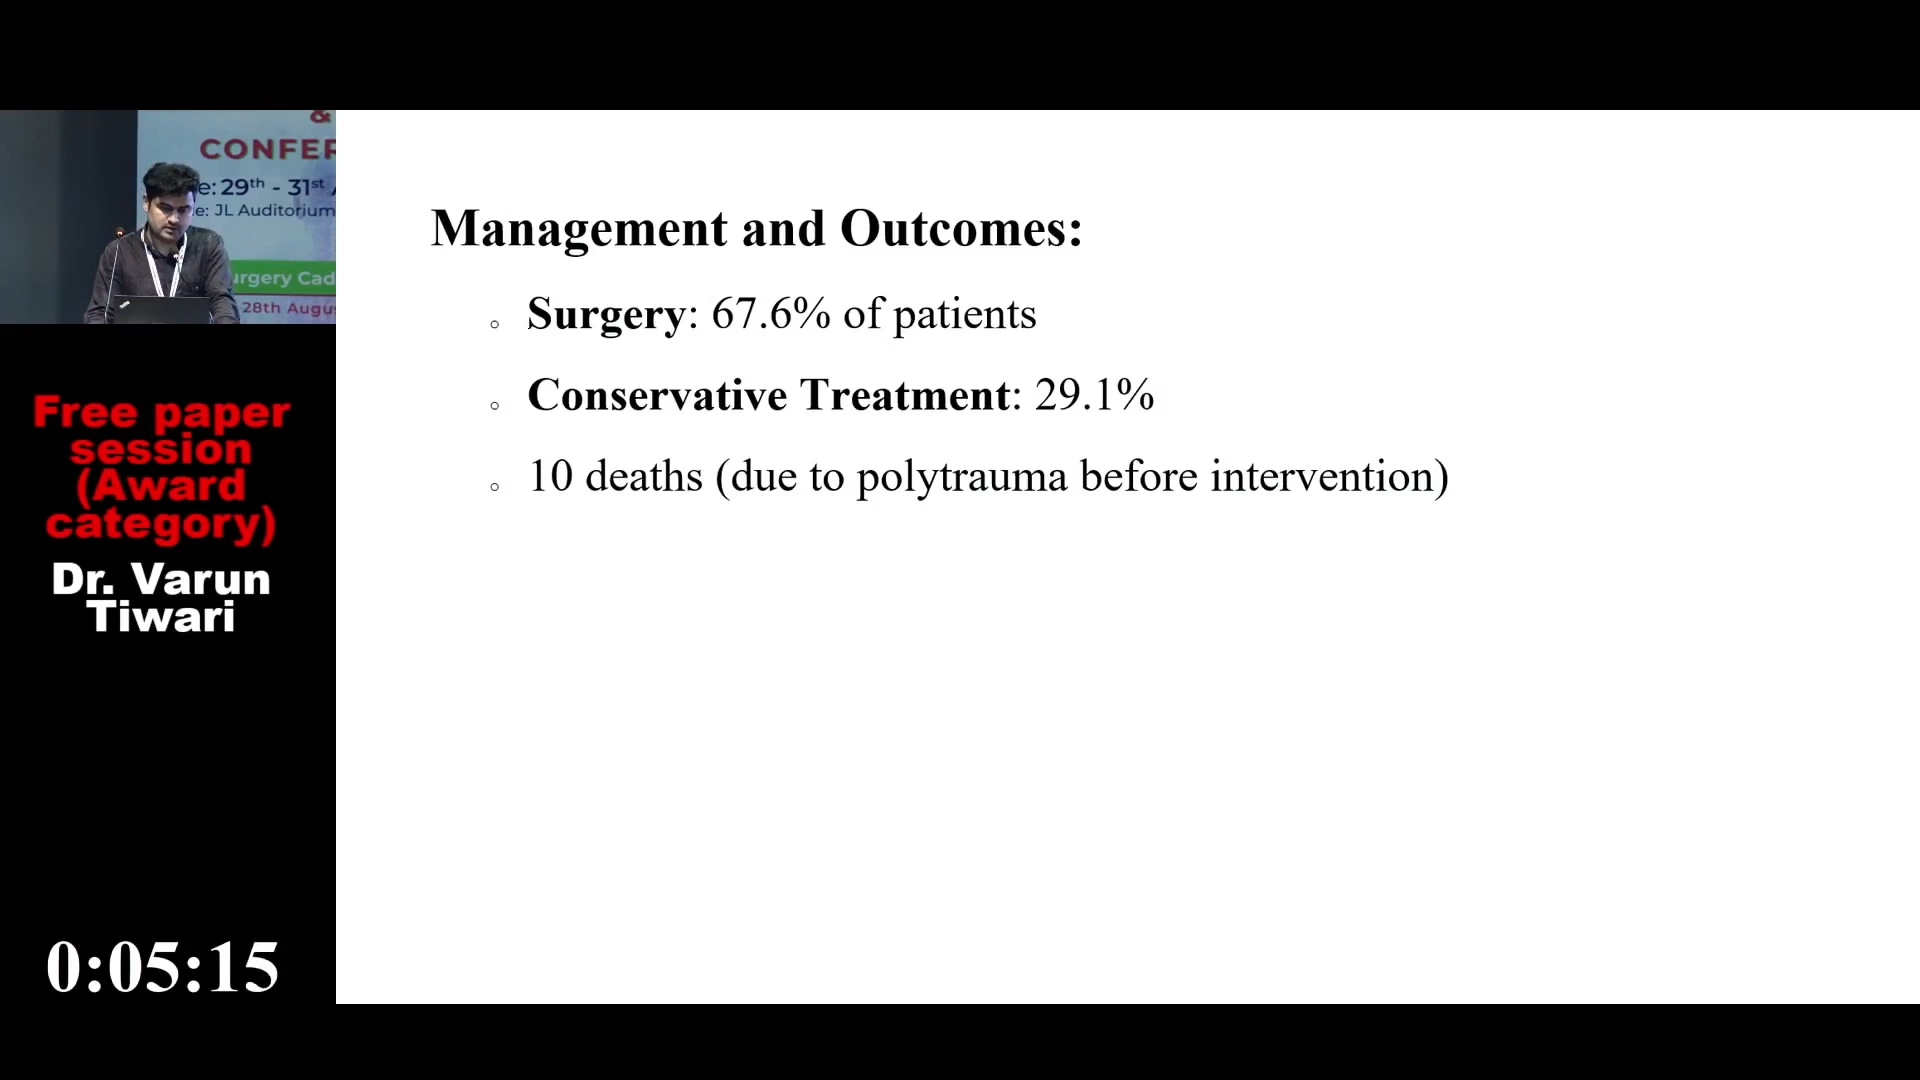 &
CONFER
e: 29th - 31st
e: JL Auditorium
urgery Cad
28th Augu
Free paper
session
(Award
category)
Dr. Varun
Tiwari
0:05:15
Management and Outcomes:
Surgery: 67.6% of patients
Conservative Treatment: 29.1%
10 deaths (due to polytrauma before intervention)